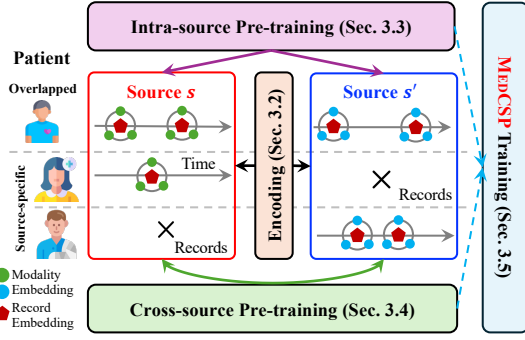 Intra-source Pre-training (Sec. 3.3)
Patient
Overlapped
Source-specific
Source s
Time
Records
Encoding (Sec. 3.2)
Source s′
Records
MEDCSP Training (Sec. 3.5)
Modality
Embedding
Record
Embedding
Cross-source Pre-training (Sec. 3.4)